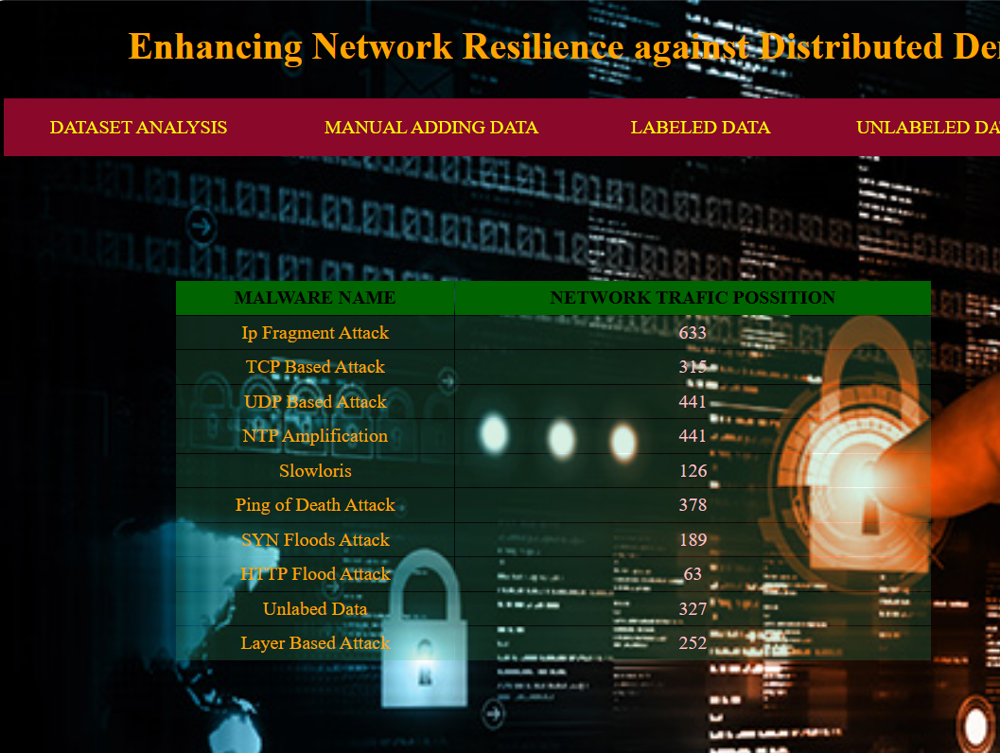 Enhancing Network Resilience against Distributed De
DATASET ANALYSIS MANUAL ADDING DATA LABELED DATA UNLABELED DA
MALWARE NAME NETWORK TRAFIC POSSITION
Ip Fragment Attack 633
TCP Based Attack 315
UDP Based Attack 441
NTP Amplification 441
Slowloris 126
Ping of Death Attack 378
SYN Floods Attack 189
HTTP Flood Attack 63
Unlabed Data 327
Layer Based Attack 252